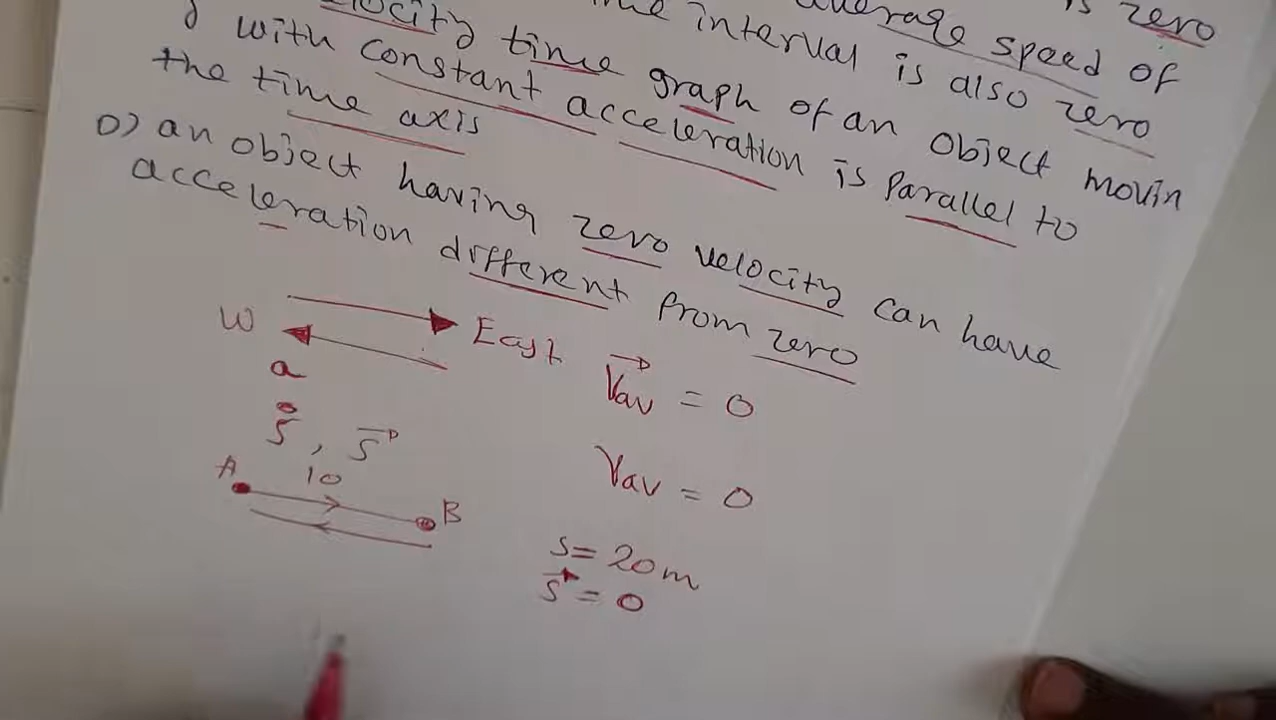 is zero
average speed of
the interval is also zero
locity time graph of an object movin
with constant acceleration is Parallel to
the time axis
D) an object having zero velocity can have
acceleration different from zero
W East
a
S, S
A 10 B
Vav = 0
Vav = 0
S = 20m
S = 0